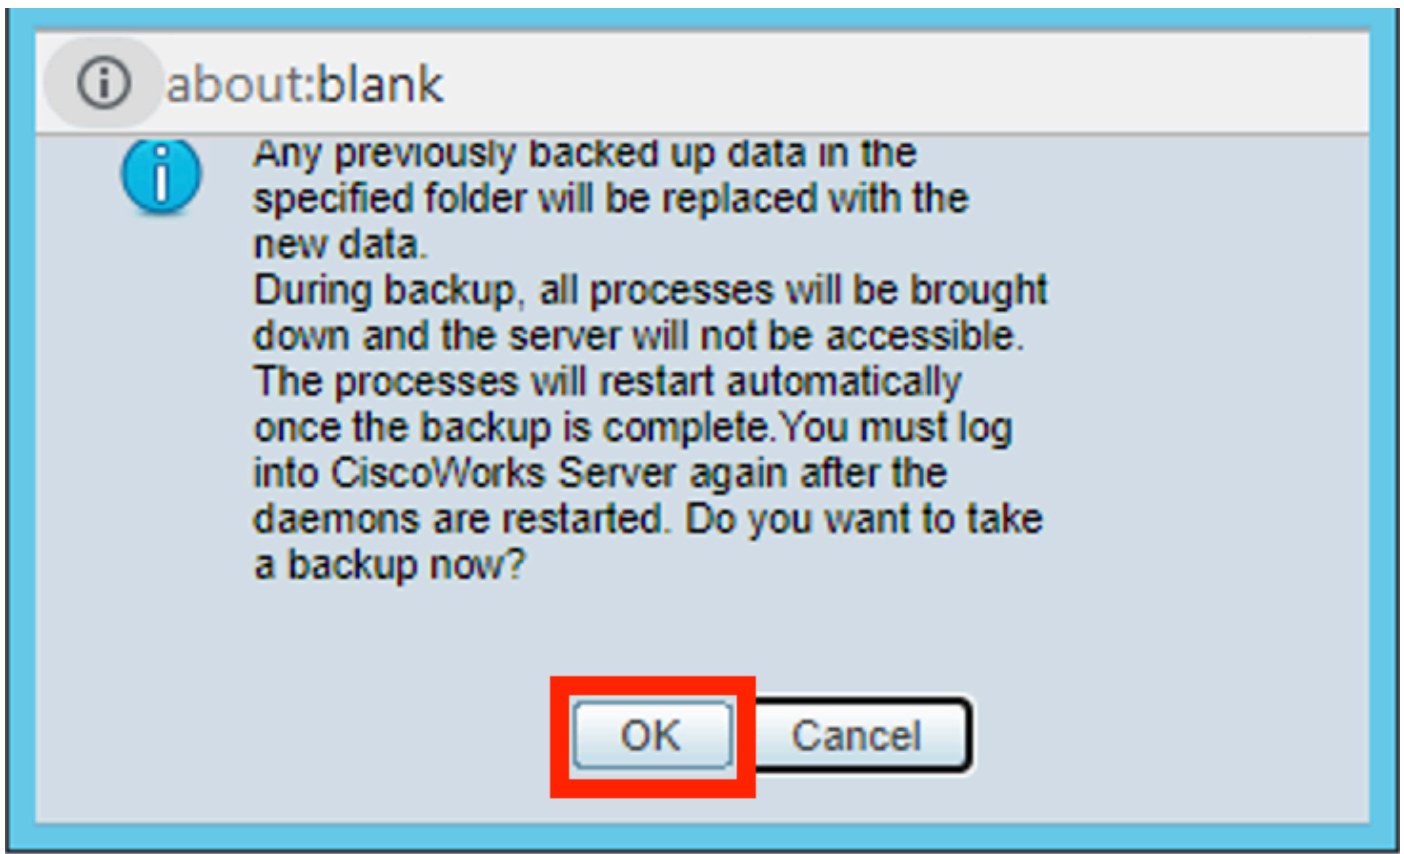 about:blank
Any previously backed up data in the
specified folder will be replaced with the
new data.
During backup, all processes will be brought
down and the server will not be accessible.
The processes will restart automatically
once the backup is complete.You must log
into CiscoWorks Server again after the
daemons are restarted. Do you want to take
a backup now?
OK Cancel